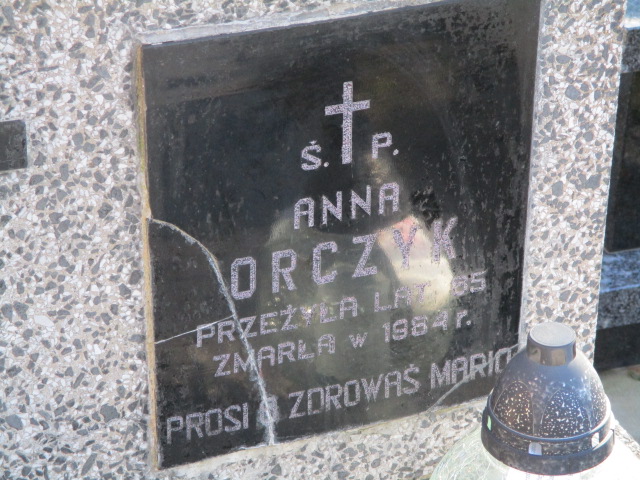 Ś. P.
ANNA
ORCZYK
PRZEŻYŁA LAT
ZMARŁA w 1984 r.
PROSI O ZDROWAŚ MARIO